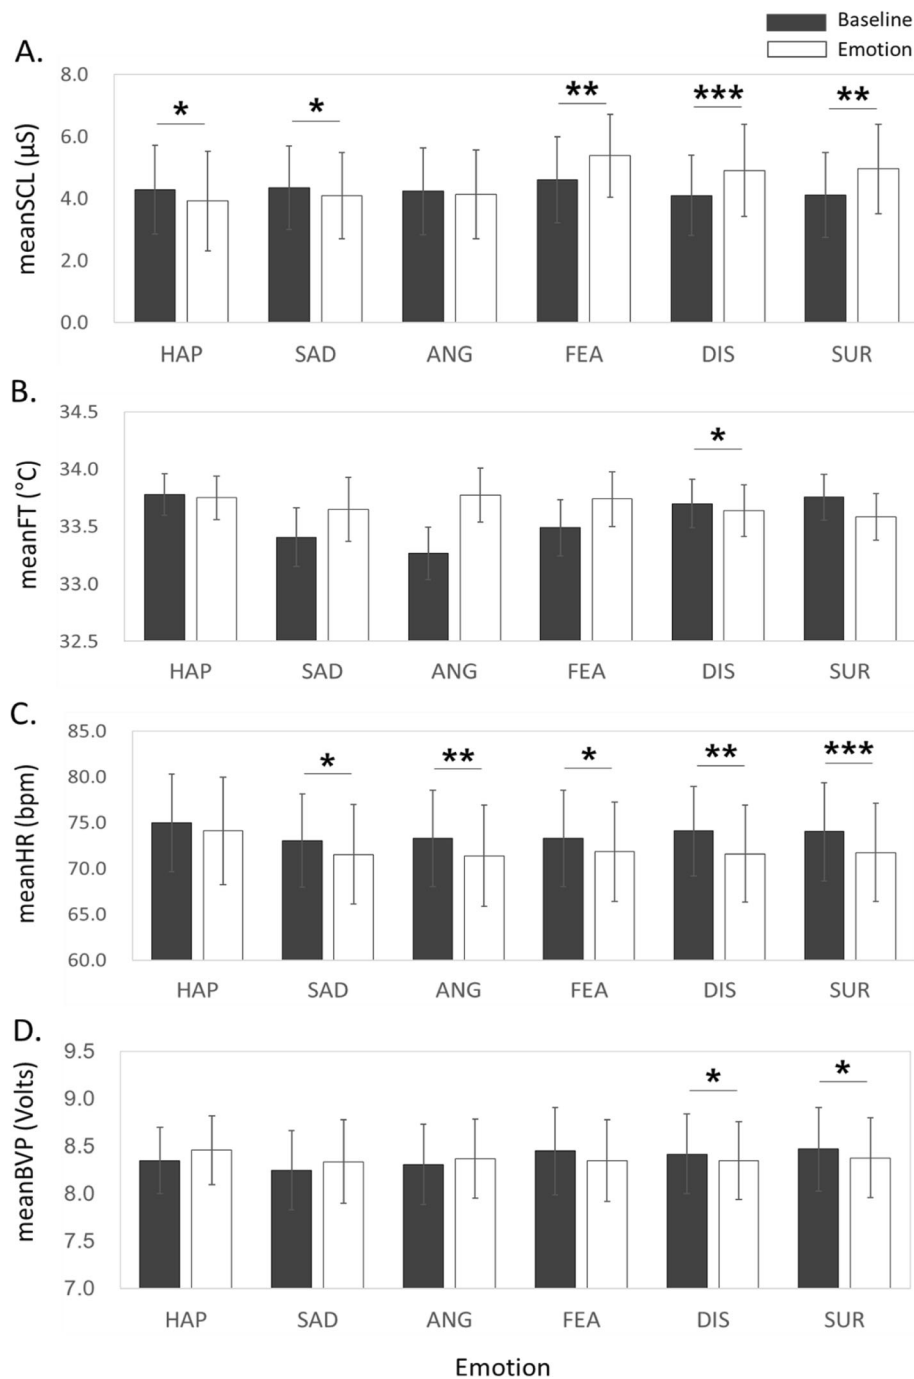 Baseline
Emotion
A.
meanSCL (µS)
8.0
6.0
4.0
2.0
0.0
* * ** *** **
HAP SAD ANG FEA DIS SUR
B.
meanFT (°C)
34.5
34.0
33.5
33.0
32.5
*
HAP SAD ANG FEA DIS SUR
C.
meanHR (bpm)
85.0
80.0
75.0
70.0
65.0
60.0
* ** * ** ***
HAP SAD ANG FEA DIS SUR
D.
meanBVP (Volts)
9.5
9.0
8.5
8.0
7.5
7.0
* *
HAP SAD ANG FEA DIS SUR
Emotion